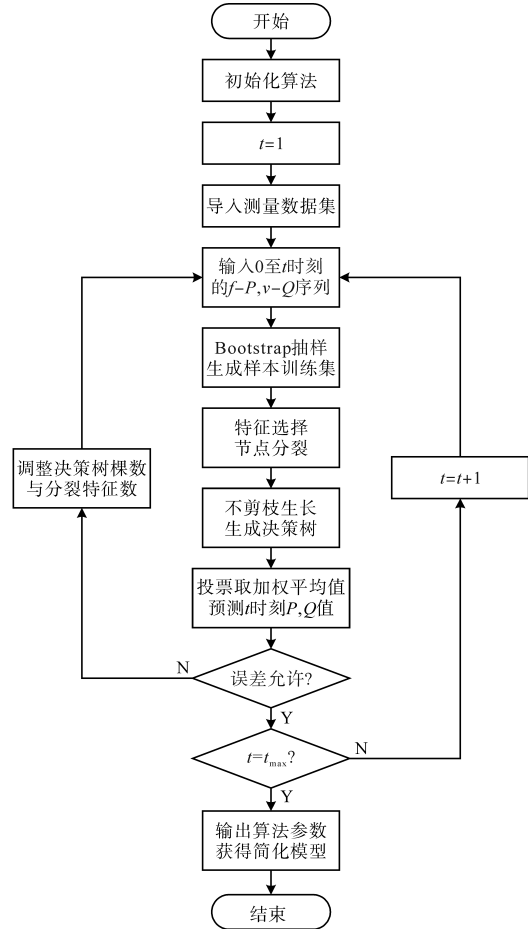 开始
初始化算法
t=1
导入测量数据集
输入0至t时刻
的f-P,v-Q序列
Bootstrap抽样
生成样本训练集
特征选择
节点分裂
调整决策树棵数
与分裂特征数
t=t+1
不剪枝生长
生成决策树
投票取加权平均值
预测t时刻P,Q值
N
误差允许?
Y
t=tmax?
N
Y
输出算法参数
获得简化模型
结束